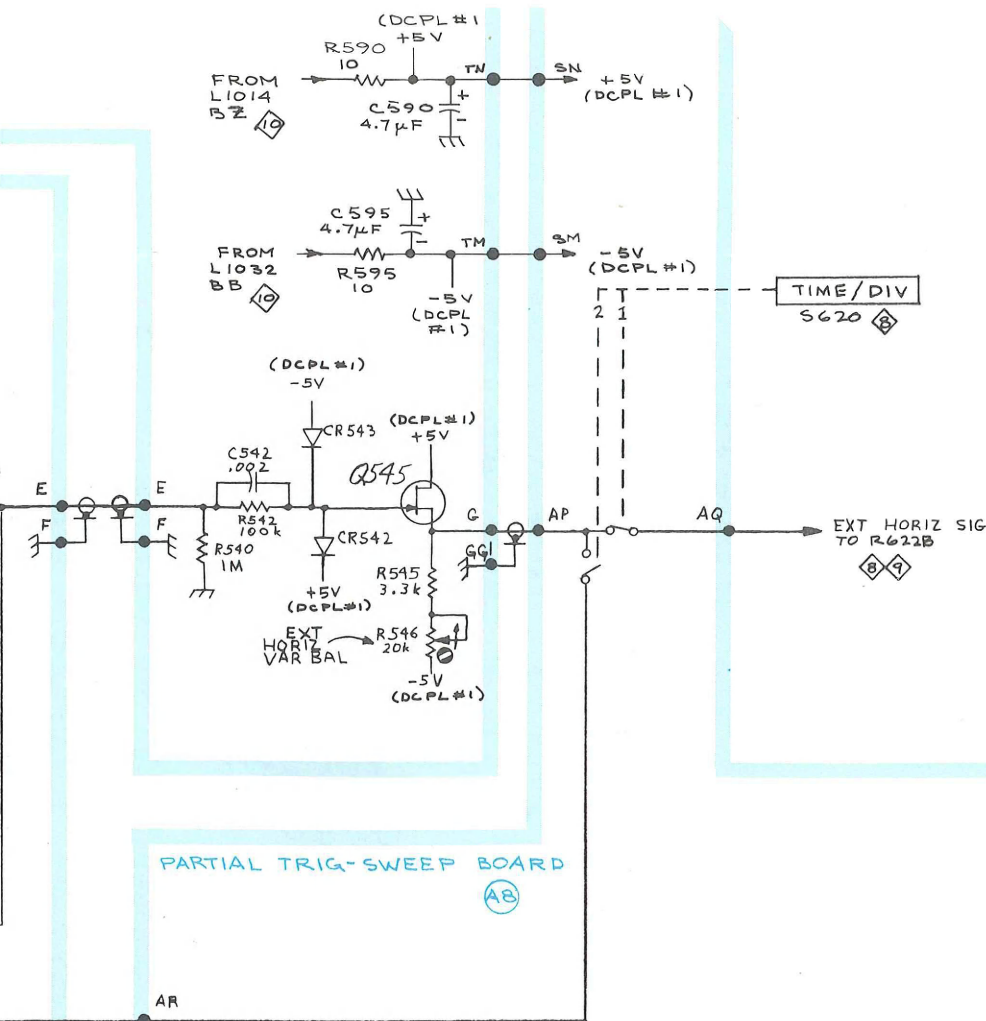 (DCPL #1
+5V
R590
10
TN
SN
FROM
L1014
BZ
10
+5V
(DCPL #1)
C590
4.7µF
+
-
C595
4.7µF
+
-
TM
SM
FROM
L1032
BB
10
R595
10
-5V
(DCPL
#1)
-5V
(DCPL #1)
2 1
TIME/DIV
S620 8
(DCPL #1)
-5V
CR543
(DCPL #1)
+5V
C542
.002
Q545
E
E
F
F
R542
100k
R540
1M
CR542
+5V
(DCPL#1)
G
AP
AQ
GG
EXT HORIZ SIG
TO R622B
8 9
R545
3.3k
EXT
HORIZ
VAR BAL
R546
20k
-5V
(DCPL #1)
PARTIAL TRIG-SWEEP BOARD
A8
AR